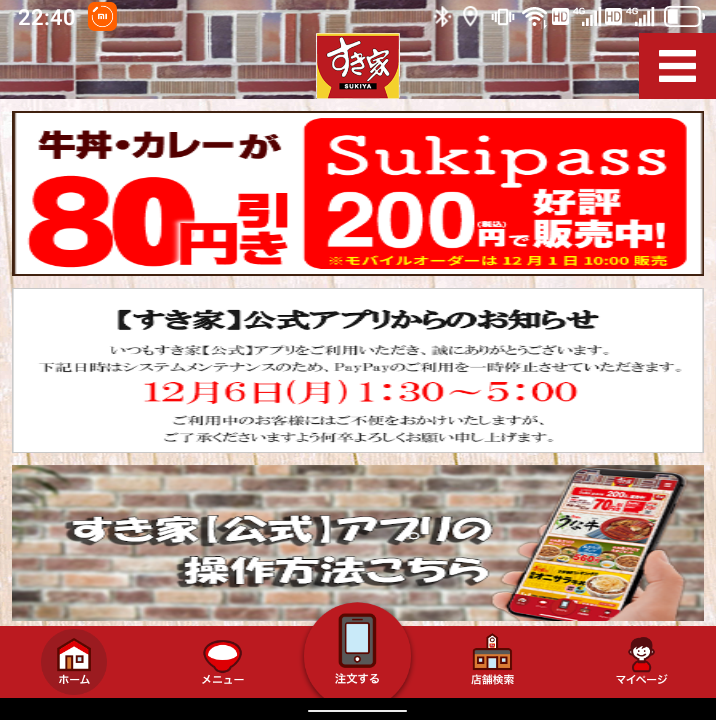 22:40
HD 4G HD 4G
すき家
SUKIYA
牛丼・カレーが
80円引き
Sukipass
200円(税込)で好評販売中!
※モバイルオーダーは12月1日10:00販売
【すき家】公式アプリからのお知らせ
いつもすき家【公式】アプリをご利用いただき、誠にありがとうございます。
下記日時はシステムメンテナンスのため、PayPayのご利用を一時停止させていただきます。
12月6日(月) 1:30～5:00
ご利用中のお客様にはご不便をおかけいたしますが、
ご了承くださいますよう何卒よろしくお願い申し上げます。
すき家【公式】アプリの
操作方法こちら
ホーム
メニュー
注文する
店舗検索
マイページ